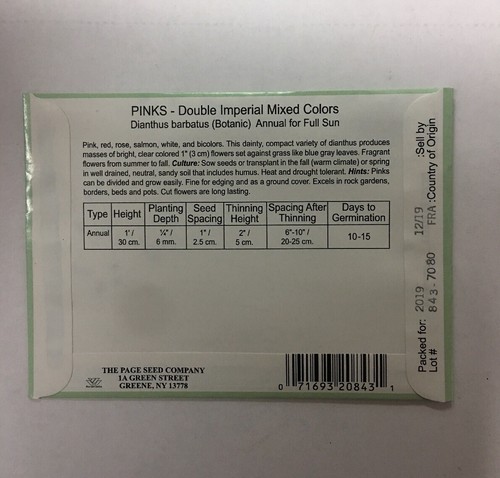 PINKS - Double Imperial Mixed Colors
Dianthus barbatus (Botanic) Annual for Full Sun
Pink, red, rose, salmon, white, and bicolors. This dainty, compact variety of dianthus produces
masses of bright, clear colored 1" (3 cm) flowers set against grass like blue gray leaves. Fragrant
flowers from summer to fall. Culture: Sow seeds or transplant in the fall (warm climate) or spring
in well drained, neutral, sandy soil that includes humus. Heat and drought tolerant. Hints: Pinks
can be divided and grow easily. Fine for edging and as a ground cover. Excels in rock gardens,
borders, beds and pots. Cut flowers are long lasting.
Type Height Planting Depth Seed Spacing Thinning Height Spacing After Thinning Days to Germination
Annual 1'/ 30 cm. ¼"/ 6 mm. 1"/ 2.5 cm. 2"/ 5 cm. 6"-10"/ 20-25 cm. 10-15
THE PAGE SEED COMPANY
1A GREEN STREET
GREENE, NY 13778
0 71693 20843 1
Packed for: 2019 12/19 :Sell by
Lot # 843-7080 FRA :Country of Origin